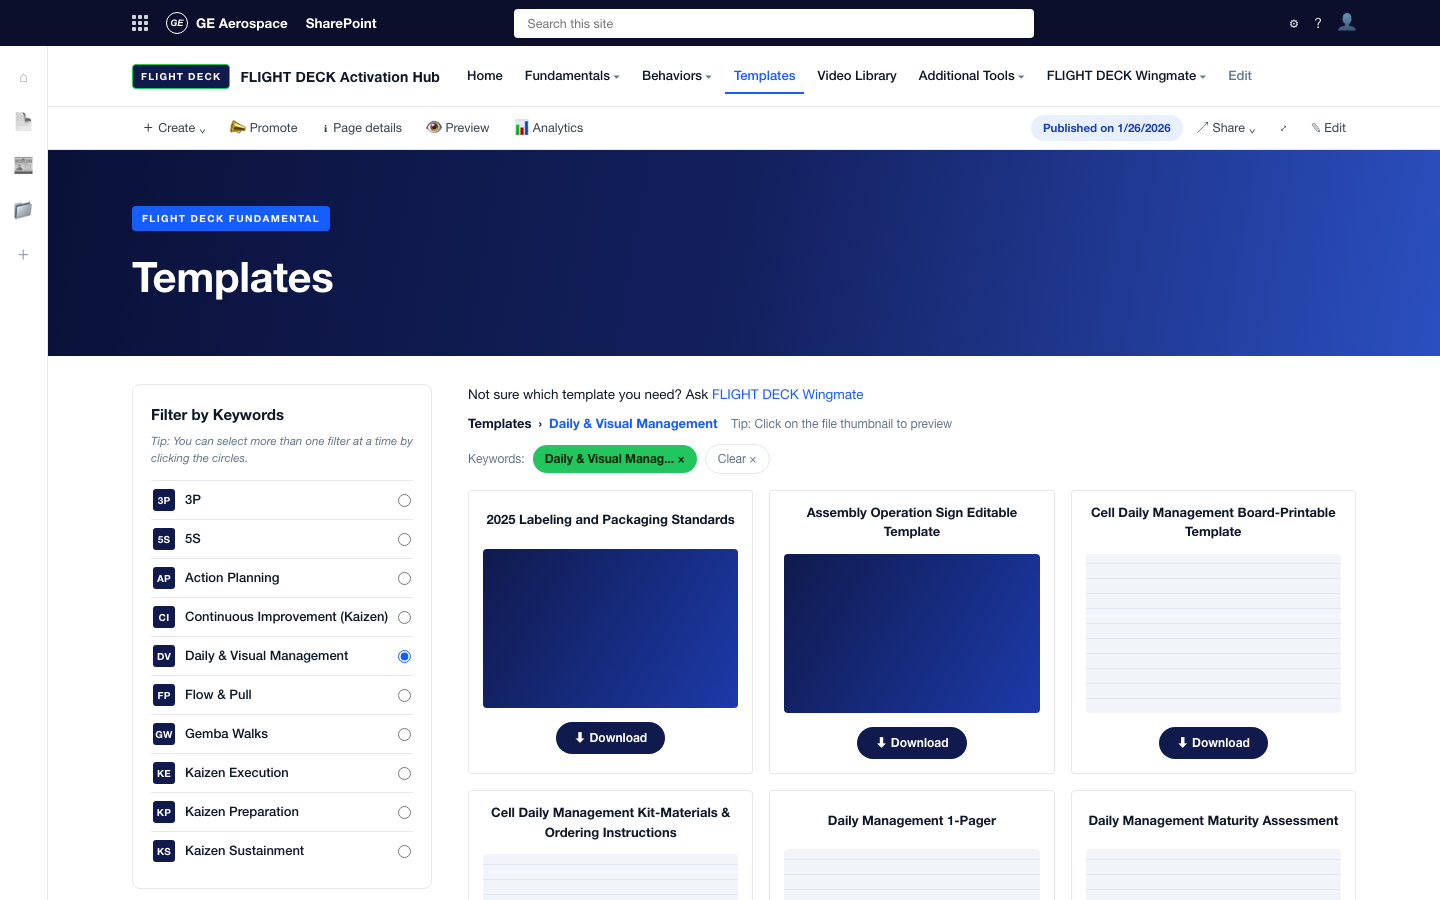 GE
GE Aerospace
SharePoint
Search this site
?
FLIGHT DECK
FLIGHT DECK Activation Hub
Home
Fundamentals
Behaviors
Templates
Video Library
Additional Tools
FLIGHT DECK Wingmate
Edit
+ Create
Promote
i Page details
Preview
Analytics
Published on 1/26/2026
Share
Edit
FLIGHT DECK FUNDAMENTAL
Templates
Filter by Keywords
Tip: You can select more than one filter at a time by
clicking the circles.
3P 3P
5S 5S
AP Action Planning
CI Continuous Improvement (Kaizen)
DV Daily & Visual Management
FP Flow & Pull
GW Gemba Walks
KE Kaizen Execution
KP Kaizen Preparation
KS Kaizen Sustainment
Not sure which template you need? Ask FLIGHT DECK Wingmate
Templates › Daily & Visual Management Tip: Click on the file thumbnail to preview
Keywords: Daily & Visual Manag... × Clear ×
2025 Labeling and Packaging Standards
Download
Assembly Operation Sign Editable
Template
Download
Cell Daily Management Board-Printable
Template
Download
Cell Daily Management Kit-Materials &
Ordering Instructions
Daily Management 1-Pager
Daily Management Maturity Assessment